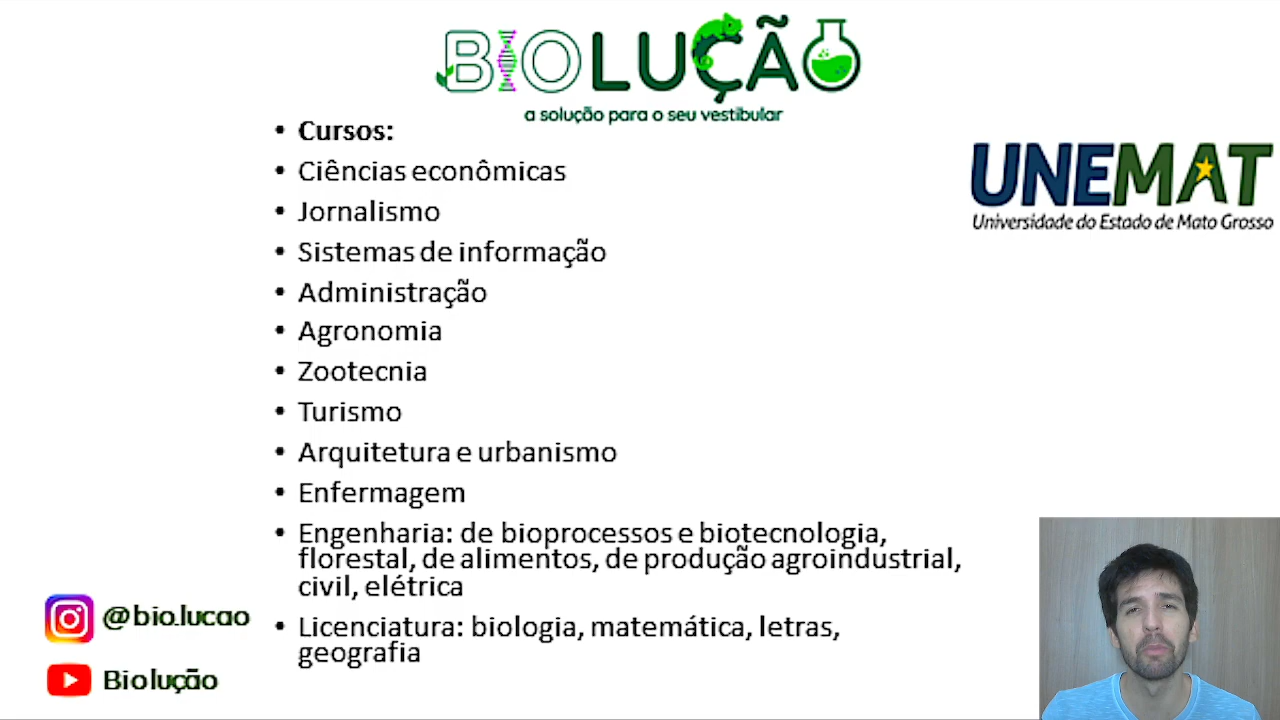 BIOLUÇÃO
a solução para o seu vestibular
• Cursos:
• Ciências econômicas
• Jornalismo
• Sistemas de informação
• Administração
• Agronomia
• Zootecnia
• Turismo
• Arquitetura e urbanismo
• Enfermagem
• Engenharia: de bioprocessos e biotecnologia,
florestal, de alimentos, de produção agroindustrial,
civil, elétrica
• Licenciatura: biologia, matemática, letras,
geografia
UNEMAT
Universidade do Estado de Mato Grosso
@bio.lucao
Biolução